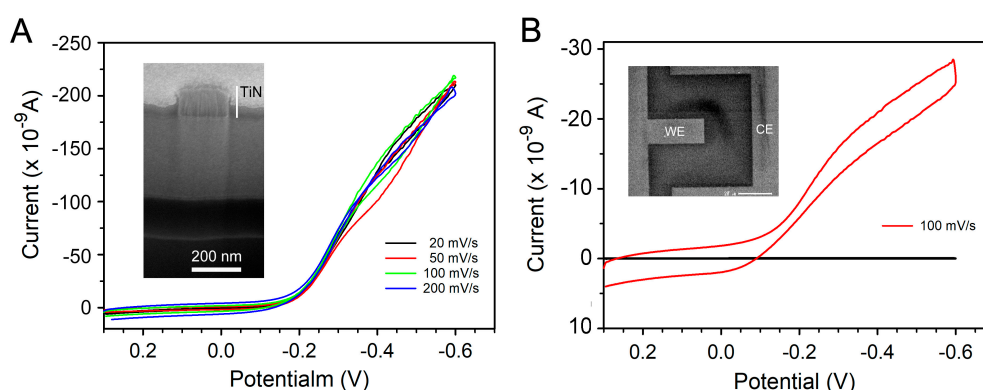 A
-250
-200
-150
-100
-50
0
Current (x 10-9A)
0.2 0.0 -0.2 -0.4 -0.6
Potentialm (V)
TiN
200 nm
20 mV/s
50 mV/s
100 mV/s
200 mV/s
B
-30
-20
-10
0
10
Current (x 10-9 A)
0.2 0.0 -0.2 -0.4 -0.6
Potential (V)
WE
CE
100 mV/s